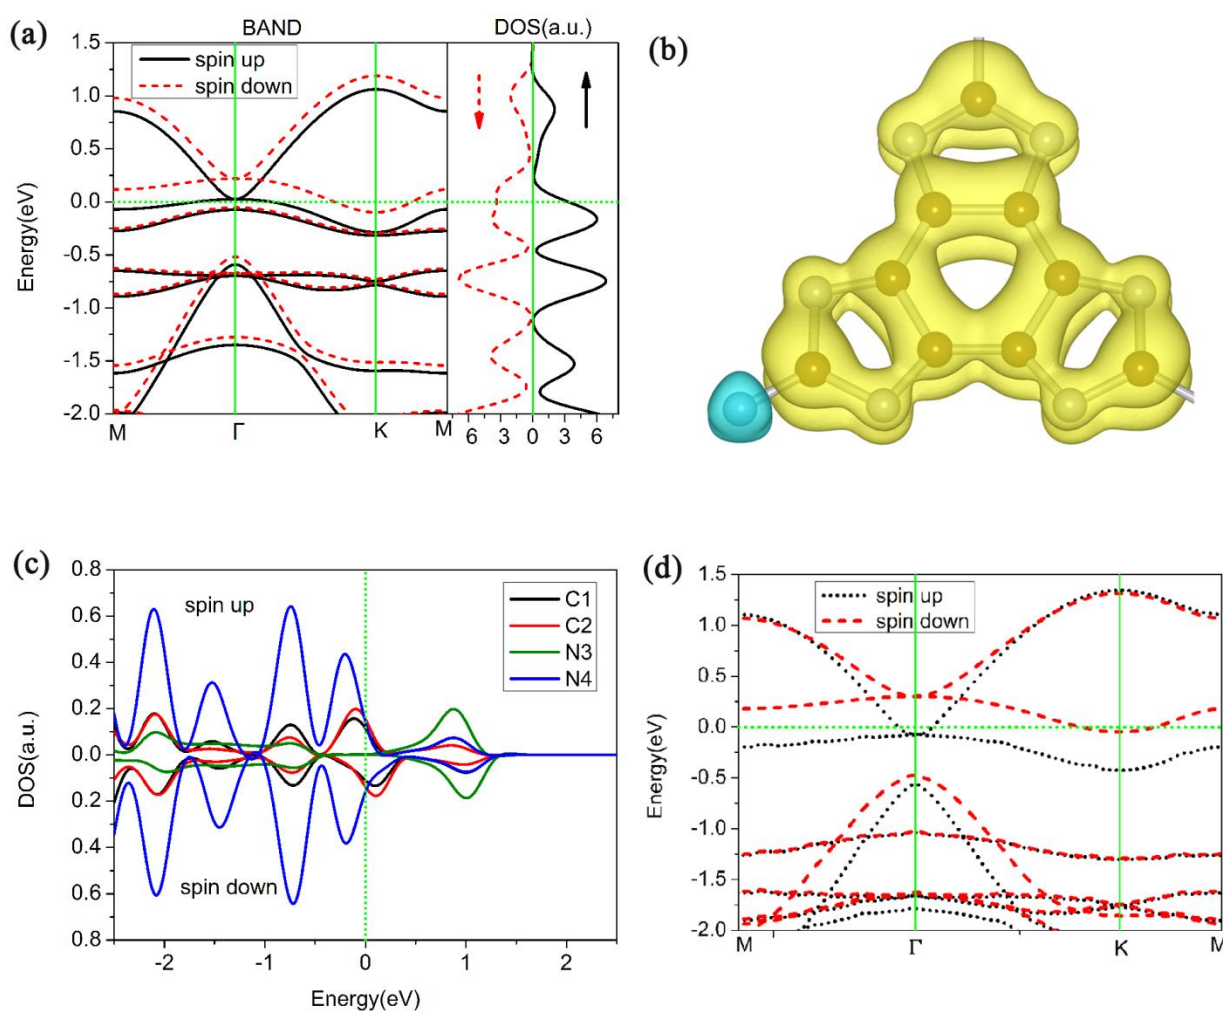 (a)
BAND
DOS(a.u.)
spin up
spin down
Energy(eV)
1.5
1.0
0.5
0.0
-0.5
-1.0
-1.5
-2.0
M Γ K M
6 3 0 3 6
(b)
(c)
spin up
spin down
C1
C2
N3
N4
DOS(a.u.)
0.8
0.6
0.4
0.2
0.0
0.2
0.4
0.6
0.8
-2 -1 0 1 2
Energy(eV)
(d)
spin up
spin down
Energy(eV)
1.5
1.0
0.5
0.0
-0.5
-1.0
-1.5
-2.0
M Γ K M